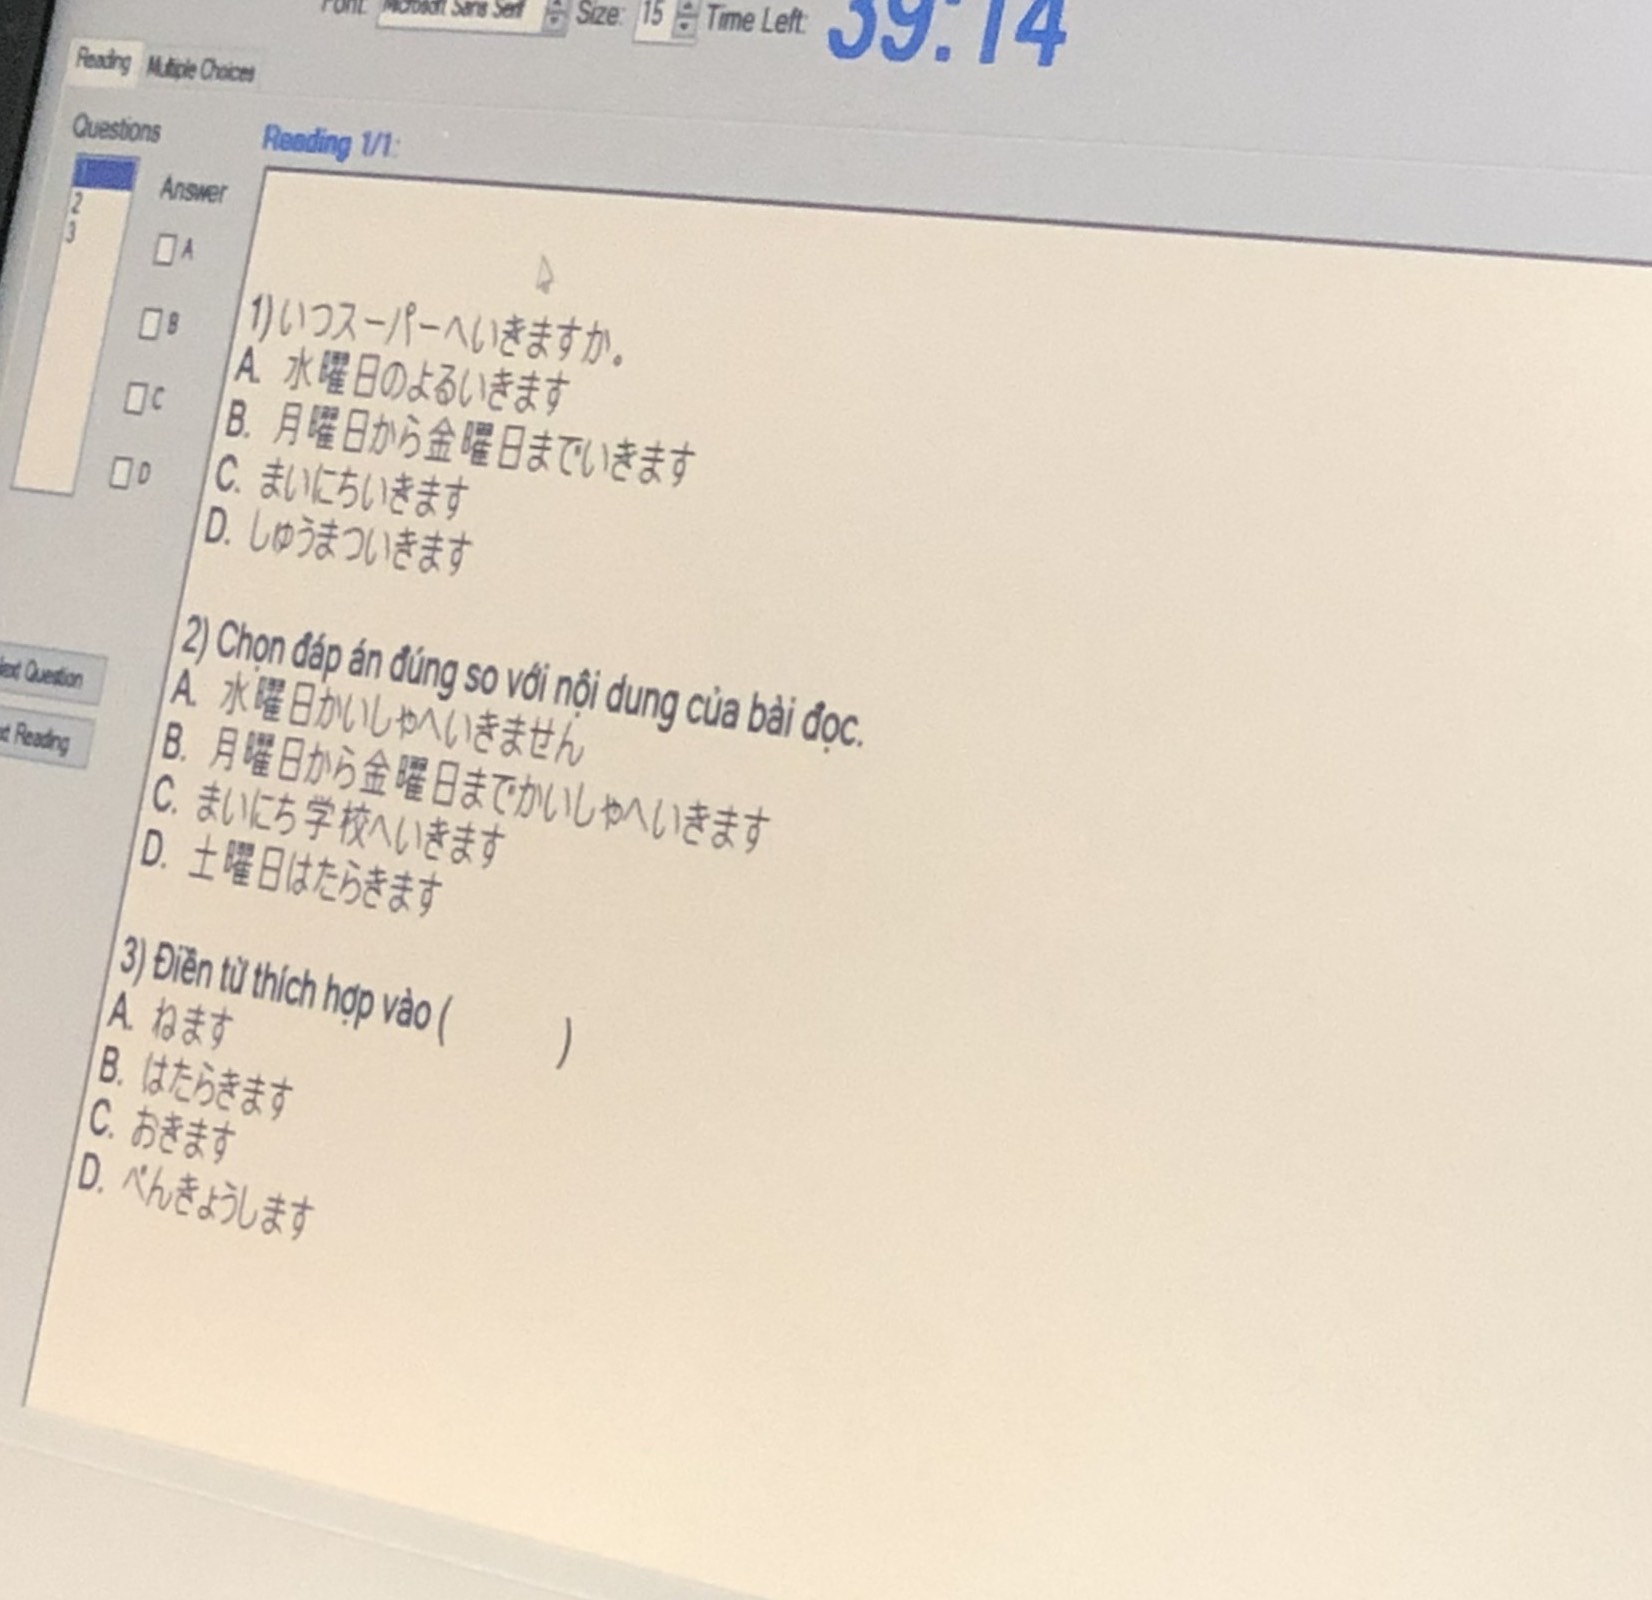 Font: Microsoft Sans Serif Size: 15 Time Left: 39:14
Reading Multiple Choices
Questions
Reading 1/1:
1
2
3
Answer
A
B
C
D
Next Question
Reading
1) いつスーパーへいきますか。
A. 水曜日のよるいきます
B. 月曜日から金曜日までいきます
C. まいにちいきます
D. しゅうまついきます
2) Chọn đáp án đúng so với nội dung của bài đọc.
A. 水曜日かいしゃへいきません
B. 月曜日から金曜日までかいしゃへいきます
C. まいにち学校へいきます
D. 土曜日はたらきます
3) Điền từ thích hợp vào ( )
A. ねます
B. はたらきます
C. おきます
D. べんきょうします